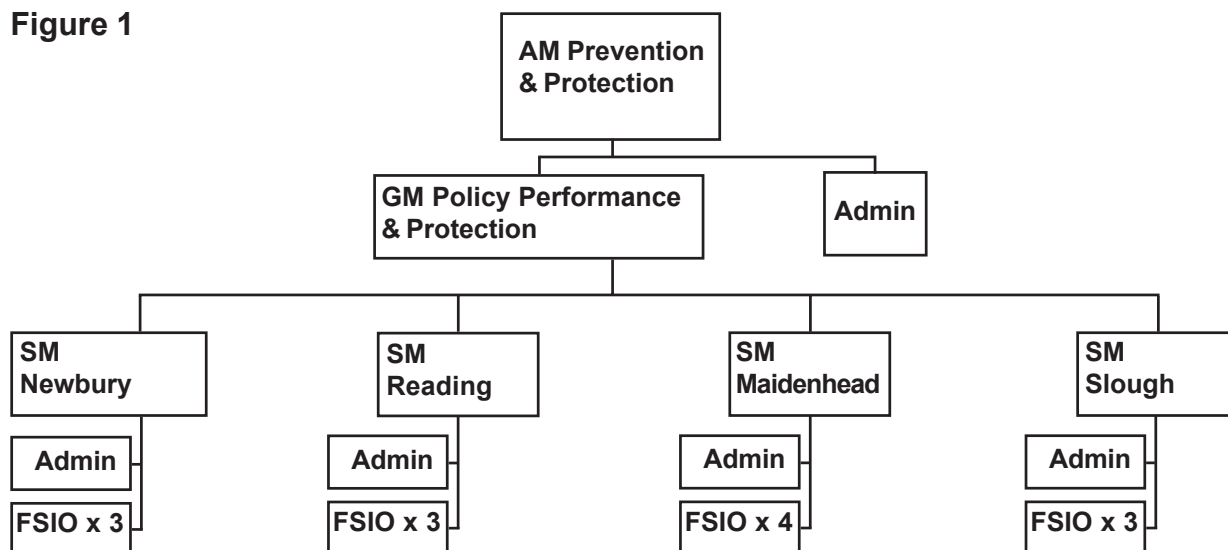 Figure 1
AM Prevention
& Protection
GM Policy Performance
& Protection
Admin
SM
Newbury
SM
Reading
SM
Maidenhead
SM
Slough
Admin
Admin
Admin
Admin
FSIO x 3
FSIO x 3
FSIO x 4
FSIO x 3